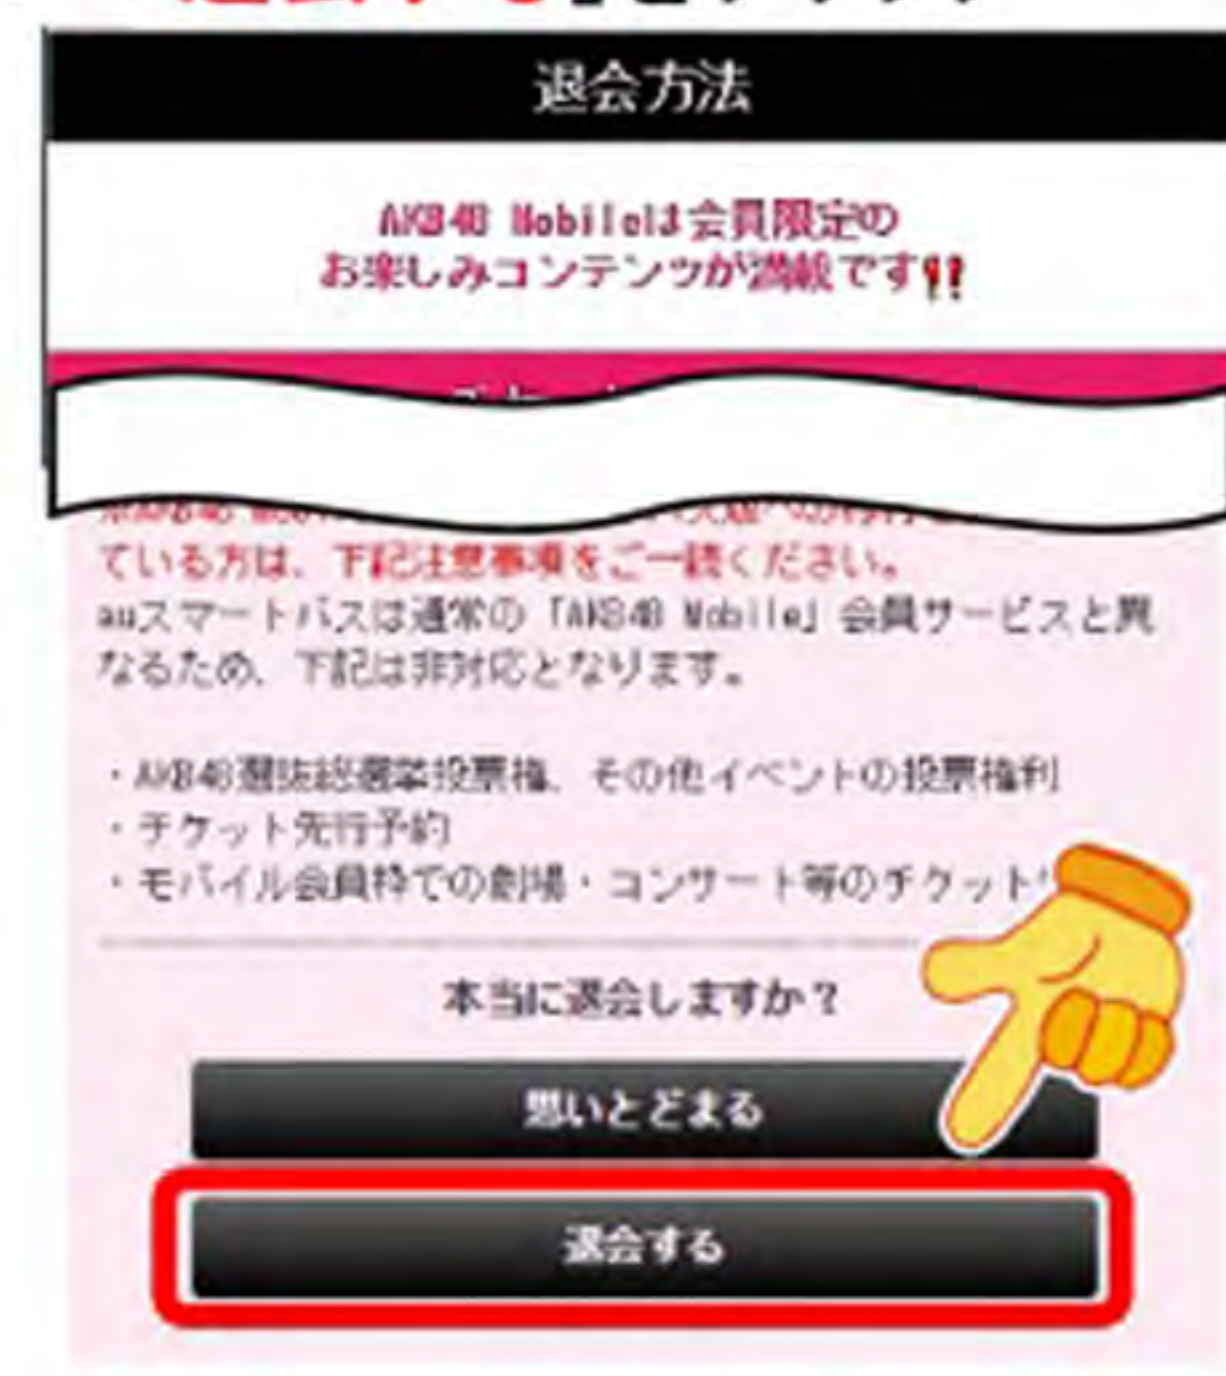 退会方法
AKB48 Mobileは会員限定の
お楽しみコンテンツが満載です!!
ている方は、下記注意事項をご一読ください。
auスマートパスは通常の「AKB48 Mobile」会員サービスと異
なるため、下記は非対応となります。
・AKB48選抜総選挙投票権、その他イベントの投票権利
・チケット先行予約
・モバイル会員枠での劇場・コンサート等のチケット
本当に退会しますか？
思いとどまる
退会する